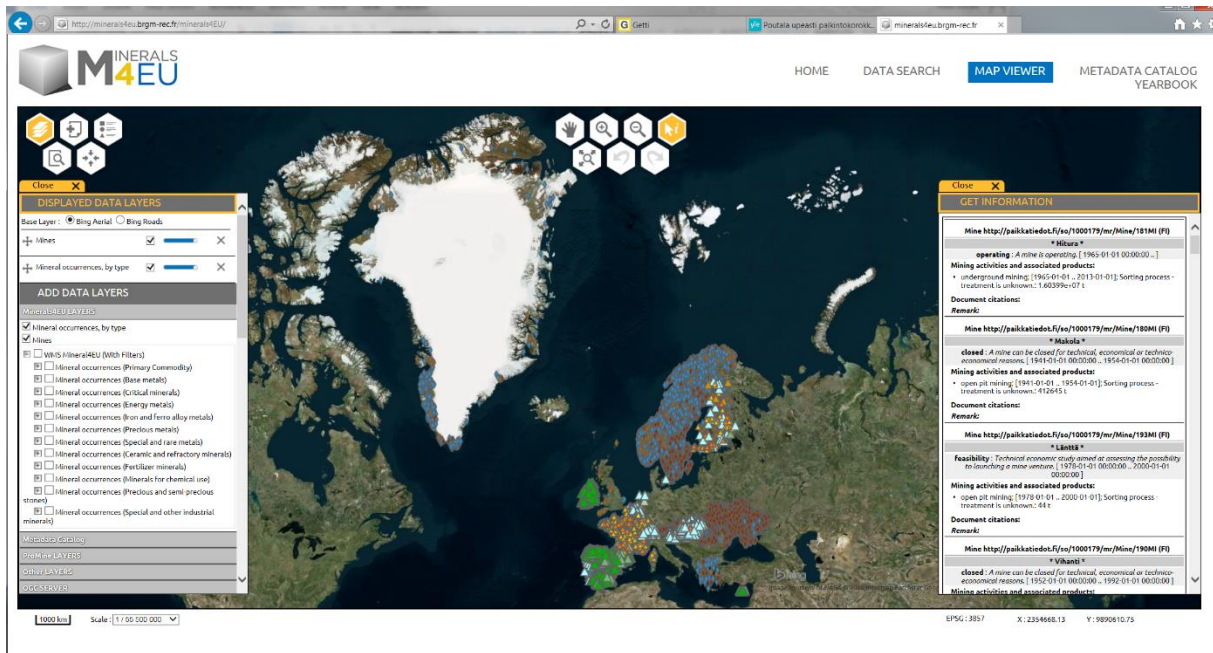 http://minerals4eu.brgm-rec.fr/minerals4EU/
Getti
yle Poutala upeasti palkintokorokk...
minerals4eu.brgm-rec.fr
MINERALS
4EU
HOME
DATA SEARCH
MAP VIEWER
METADATA CATALOG
YEARBOOK
Close X
DISPLAYED DATA LAYERS
Base Layer : Bing Aerial Bing Roads
Mines
Mineral occurrences, by type
ADD DATA LAYERS
Minerals4EU LAYERS
Mineral occurrences, by type
Mines
WMS Mineral4EU (With Filters)
Mineral occurrences (Primary Commodity)
Mineral occurrences (Base metals)
Mineral occurrences (Critical minerals)
Mineral occurrences (Energy metals)
Mineral occurrences (Iron and ferro alloy metals)
Mineral occurrences (Precious metals)
Mineral occurrences (Special and rare metals)
Mineral occurrences (Ceramic and refractory minerals)
Mineral occurrences (Fertilizer minerals)
Mineral occurrences (Minerals for chemical use)
Mineral occurrences (Precious and semi-precious
stones)
Mineral occurrences (Special and other industrial
minerals)
Metadata Catalog
ProMine LAYERS
Other LAYERS
OGC SERVER
Close X
GET INFORMATION
Mine http://paikkatiedot.fi/so/1000179/mr/Mine/181MI (FI)
* Hitura *
operating : A mine is operating. [ 1965-01-01 00:00:00 .. ]
Mining activities and associated products:
• underground mining; [1965-01-01 .. 2013-01-01]; Sorting process -
treatment is unknown.: 1.60399e+07 t
Document citations:
Remark:
Mine http://paikkatiedot.fi/so/1000179/mr/Mine/180MI (FI)
* Makola *
closed : A mine can be closed for technical, economical or technico-
economical reasons. [ 1941-01-01 00:00:00 .. 1954-01-01 00:00:00 ]
Mining activities and associated products:
• open pit mining; [1941-01-01 .. 1954-01-01]; Sorting process -
treatment is unknown.: 412645 t
Document citations:
Remark:
Mine http://paikkatiedot.fi/so/1000179/mr/Mine/193MI (FI)
* Länttä *
feasibility : Technical economic study aimed at assessing the possibility
to launching a mine venture. [ 1978-01-01 00:00:00 .. 2000-01-01
00:00:00 ]
Mining activities and associated products:
• open pit mining; [1978-01-01 .. 2000-01-01]; Sorting process -
treatment is unknown.: 44 t
Document citations:
Remark:
Mine http://paikkatiedot.fi/so/1000179/mr/Mine/190MI (FI)
* Vihanti *
closed : A mine can be closed for technical, economical or technico-
economical reasons. [ 1952-01-01 00:00:00 .. 1992-01-01 00:00:00 ]
Mining activities and associated products:
bing
1000 km
Scale : 1 / 55 500 000
EPSG : 3857
X : 2354668.13
Y : 9890610.75